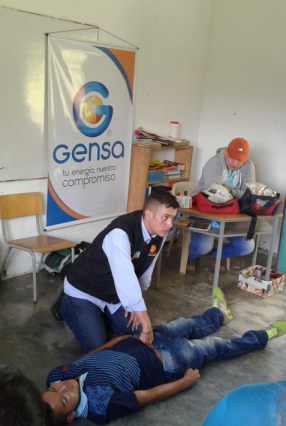 Gensa
tu energía, nuestro
compromiso